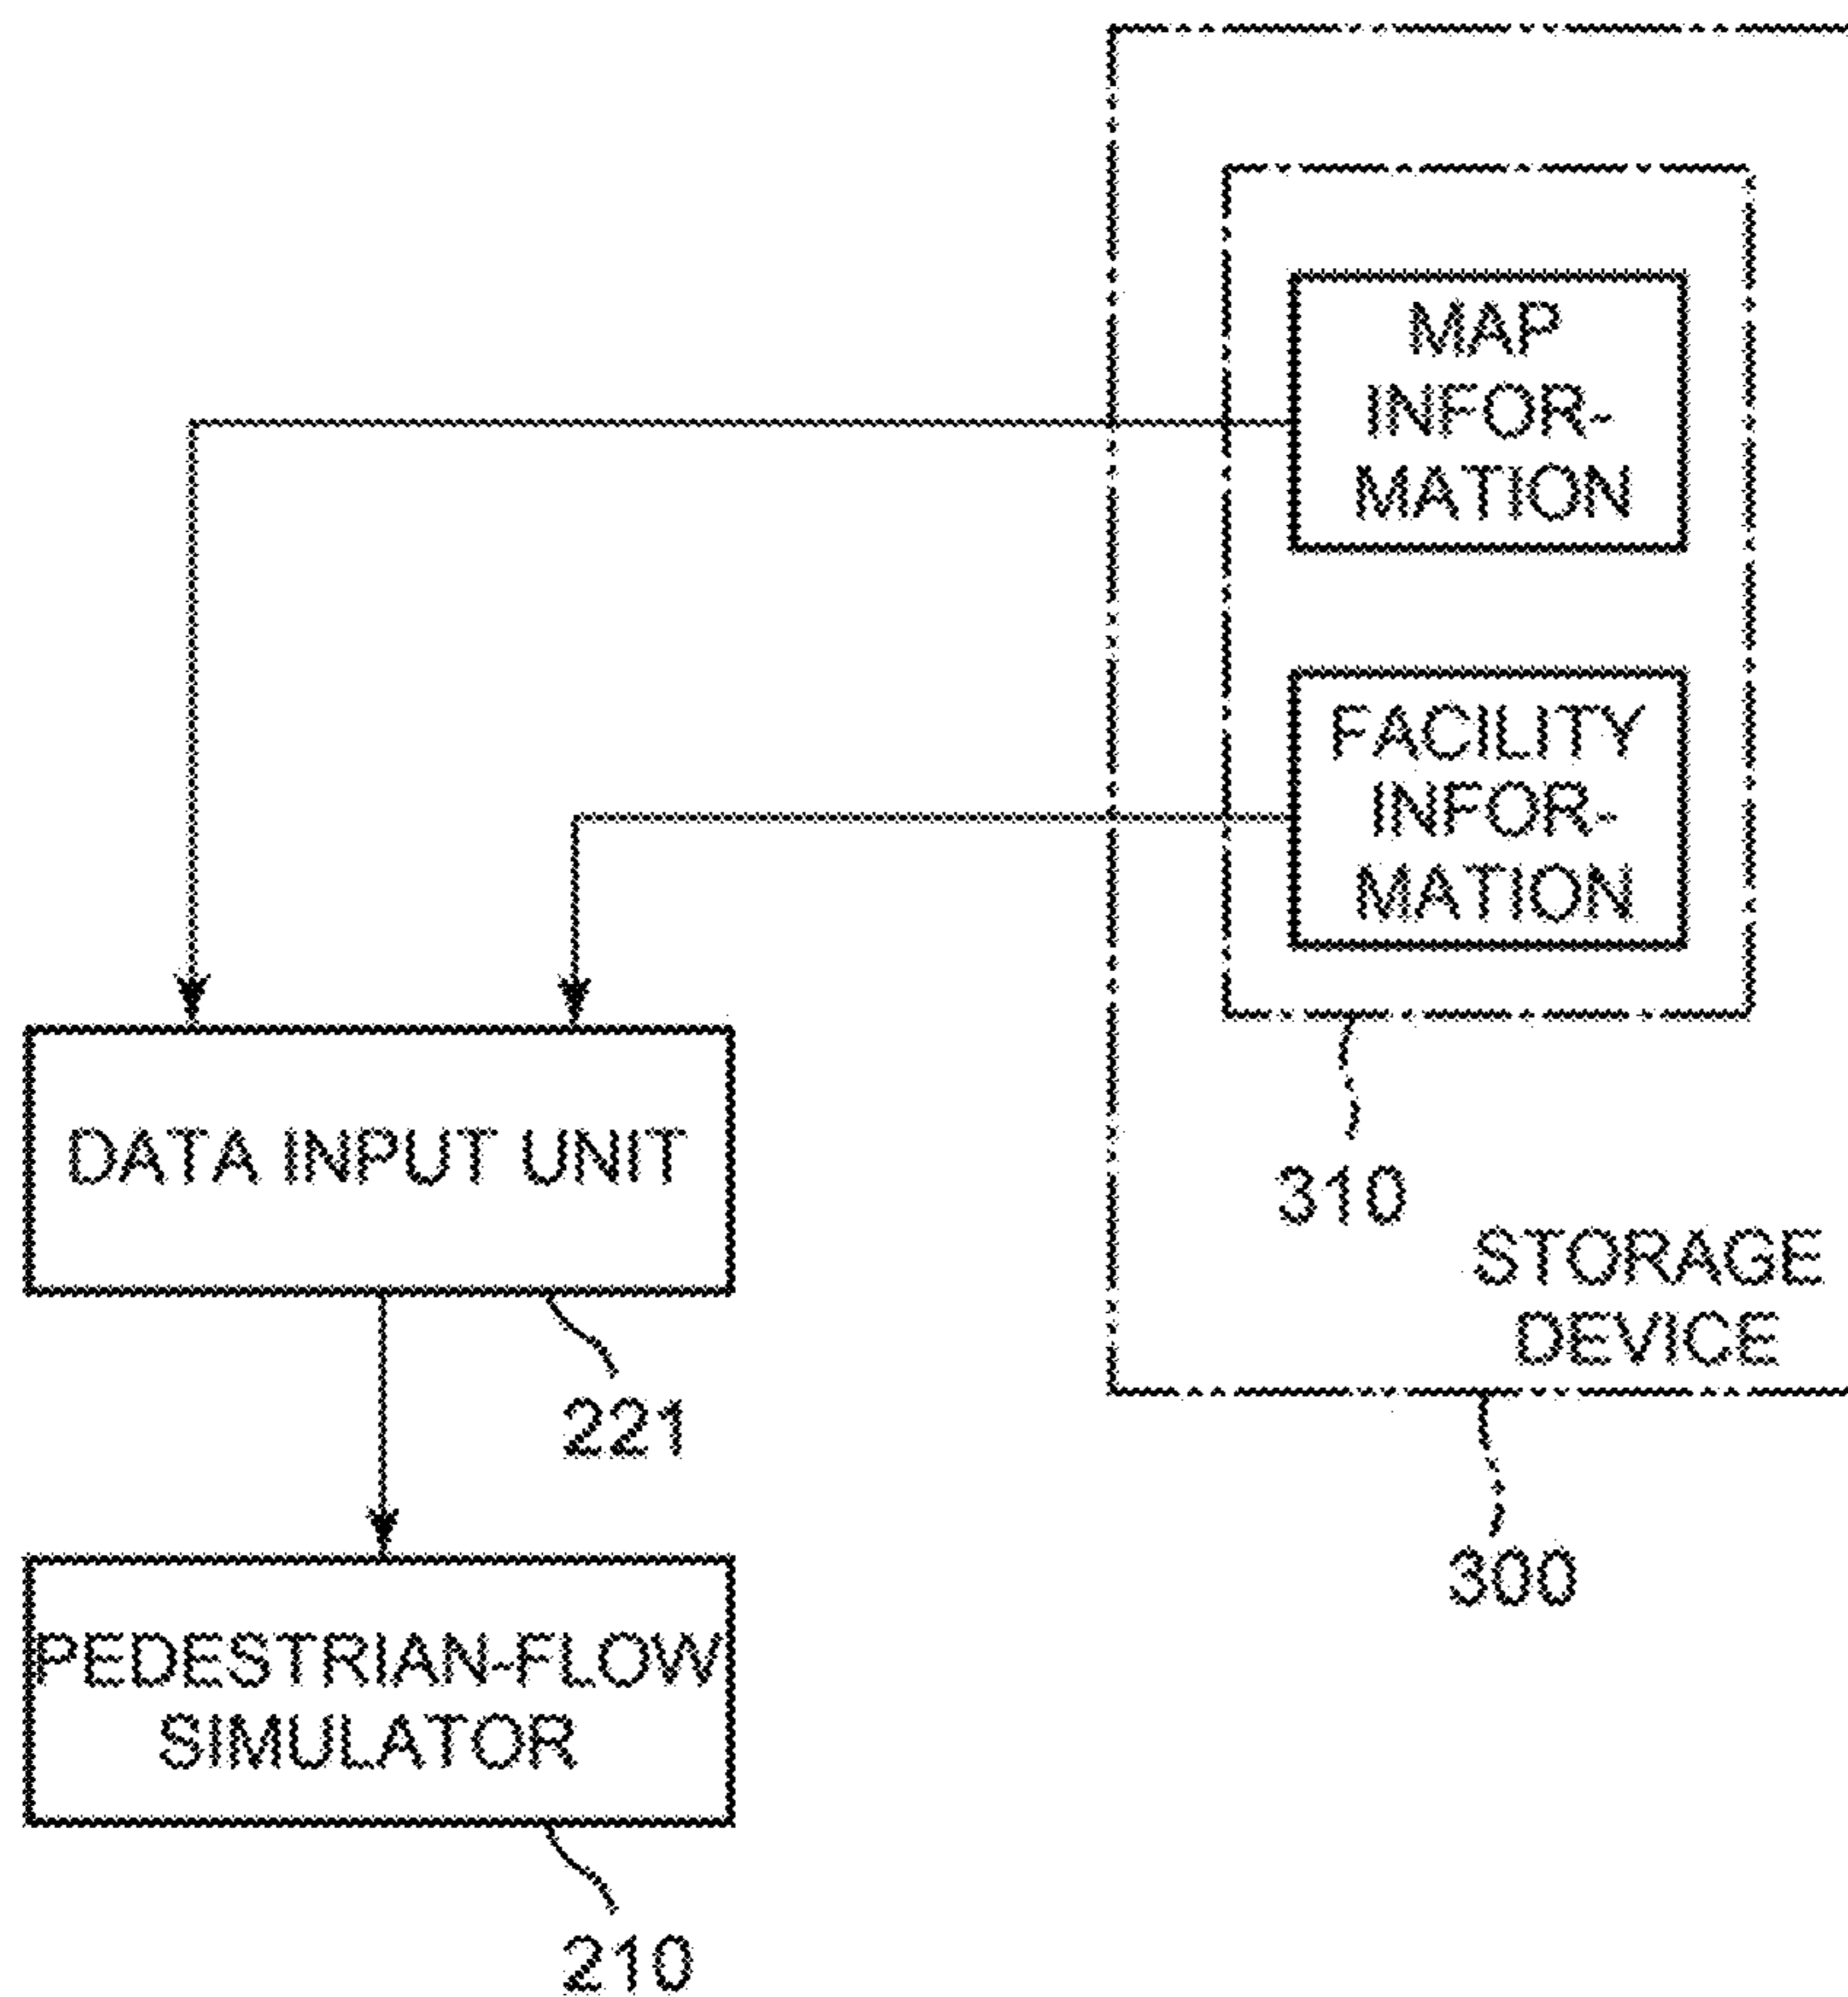 MAP
INFOR-
MATION
FACILITY
INFOR-
MATION
DATA INPUT UNIT
310
STORAGE
DEVICE
221
300
PEDESTRIAN-FLOW
SIMULATOR
210